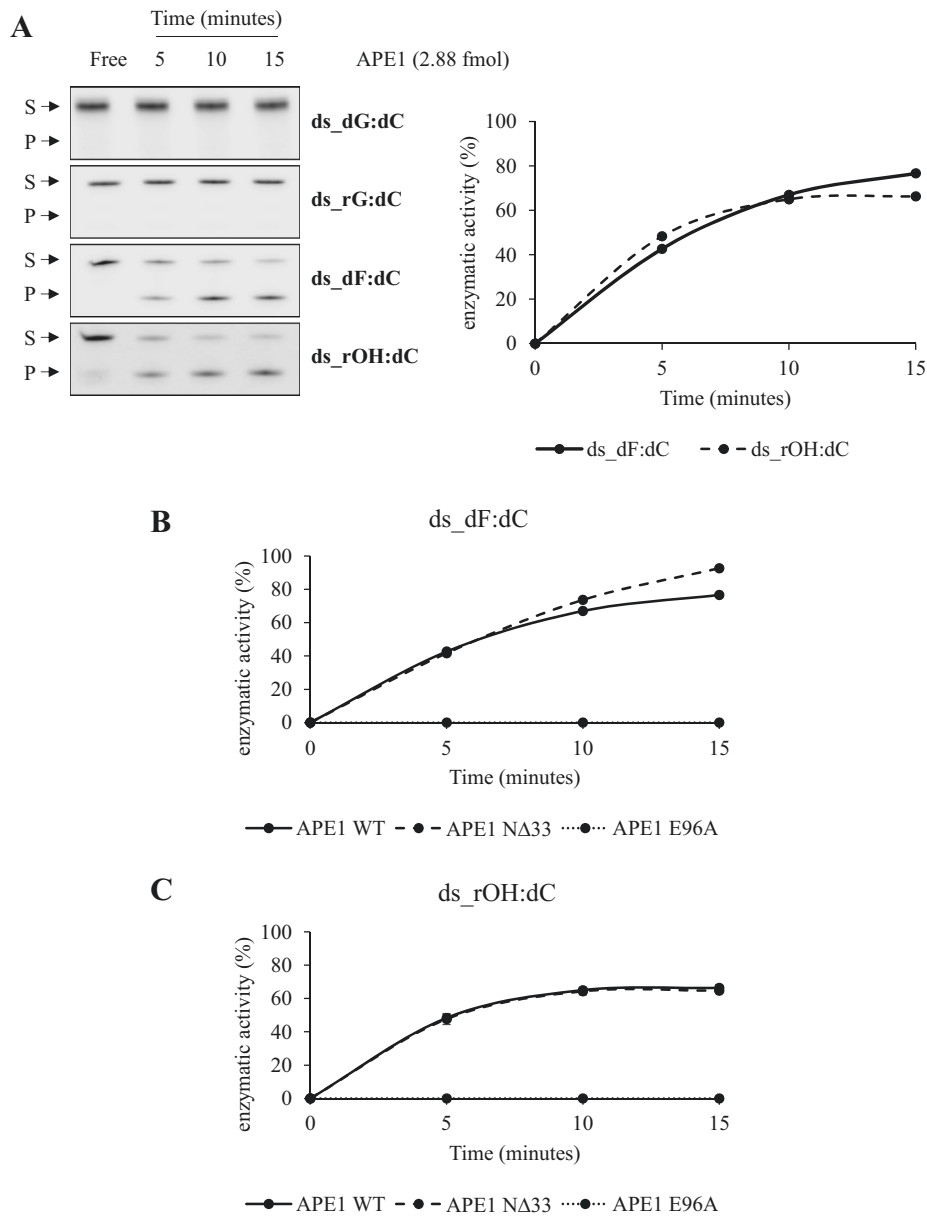 A
Time (minutes)
Free 5 10 15 APE1 (2.88 fmol)
S
P
ds_dG:dC
S
P
ds_rG:dC
S
P
ds_dF:dC
S
P
ds_rOH:dC
enzymatic activity (%)
100
80
60
40
20
0
0 5 10 15
Time (minutes)
ds_dF:dC ds_rOH:dC
B
ds_dF:dC
enzymatic activity (%)
100
80
60
40
20
0
0 5 10 15
Time (minutes)
APE1 WT APE1 NΔ33 APE1 E96A
C
ds_rOH:dC
enzymatic activity (%)
100
80
60
40
20
0
0 5 10 15
Time (minutes)
APE1 WT APE1 NΔ33 APE1 E96A